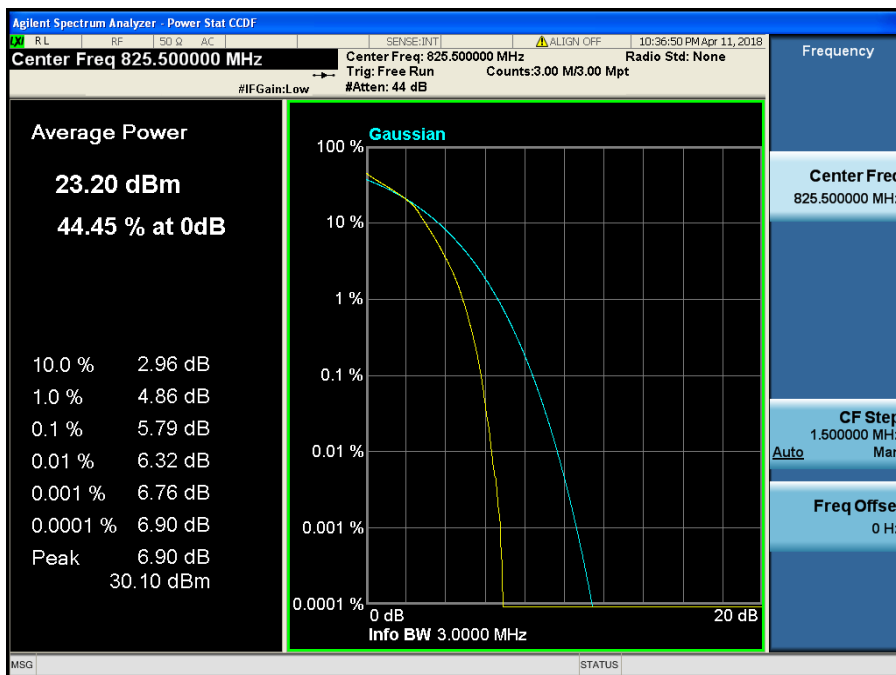 Agilent Spectrum Analyzer - Power Stat CCDF
LXI RL RF 50 Ω AC SENSE:INT ALIGN OFF 10:36:50 PM Apr 11, 2018
Center Freq 825.500000 MHz
Center Freq: 825.500000 MHz Radio Std: None
Trig: Free Run Counts:3.00 M/3.00 Mpt
#IFGain:Low #Atten: 44 dB
Frequency
Average Power
23.20 dBm
44.45 % at 0dB
10.0 % 2.96 dB
1.0 % 4.86 dB
0.1 % 5.79 dB
0.01 % 6.32 dB
0.001 % 6.76 dB
0.0001 % 6.90 dB
Peak 6.90 dB
30.10 dBm
Gaussian
100 %
10 %
1 %
0.1 %
0.01 %
0.001 %
0.0001 %
0 dB 20 dB
Info BW 3.0000 MHz
Center Freq
825.500000 MHz
CF Step
1.500000 MHz
Auto Man
Freq Offse
0 Hz
MSG STATUS